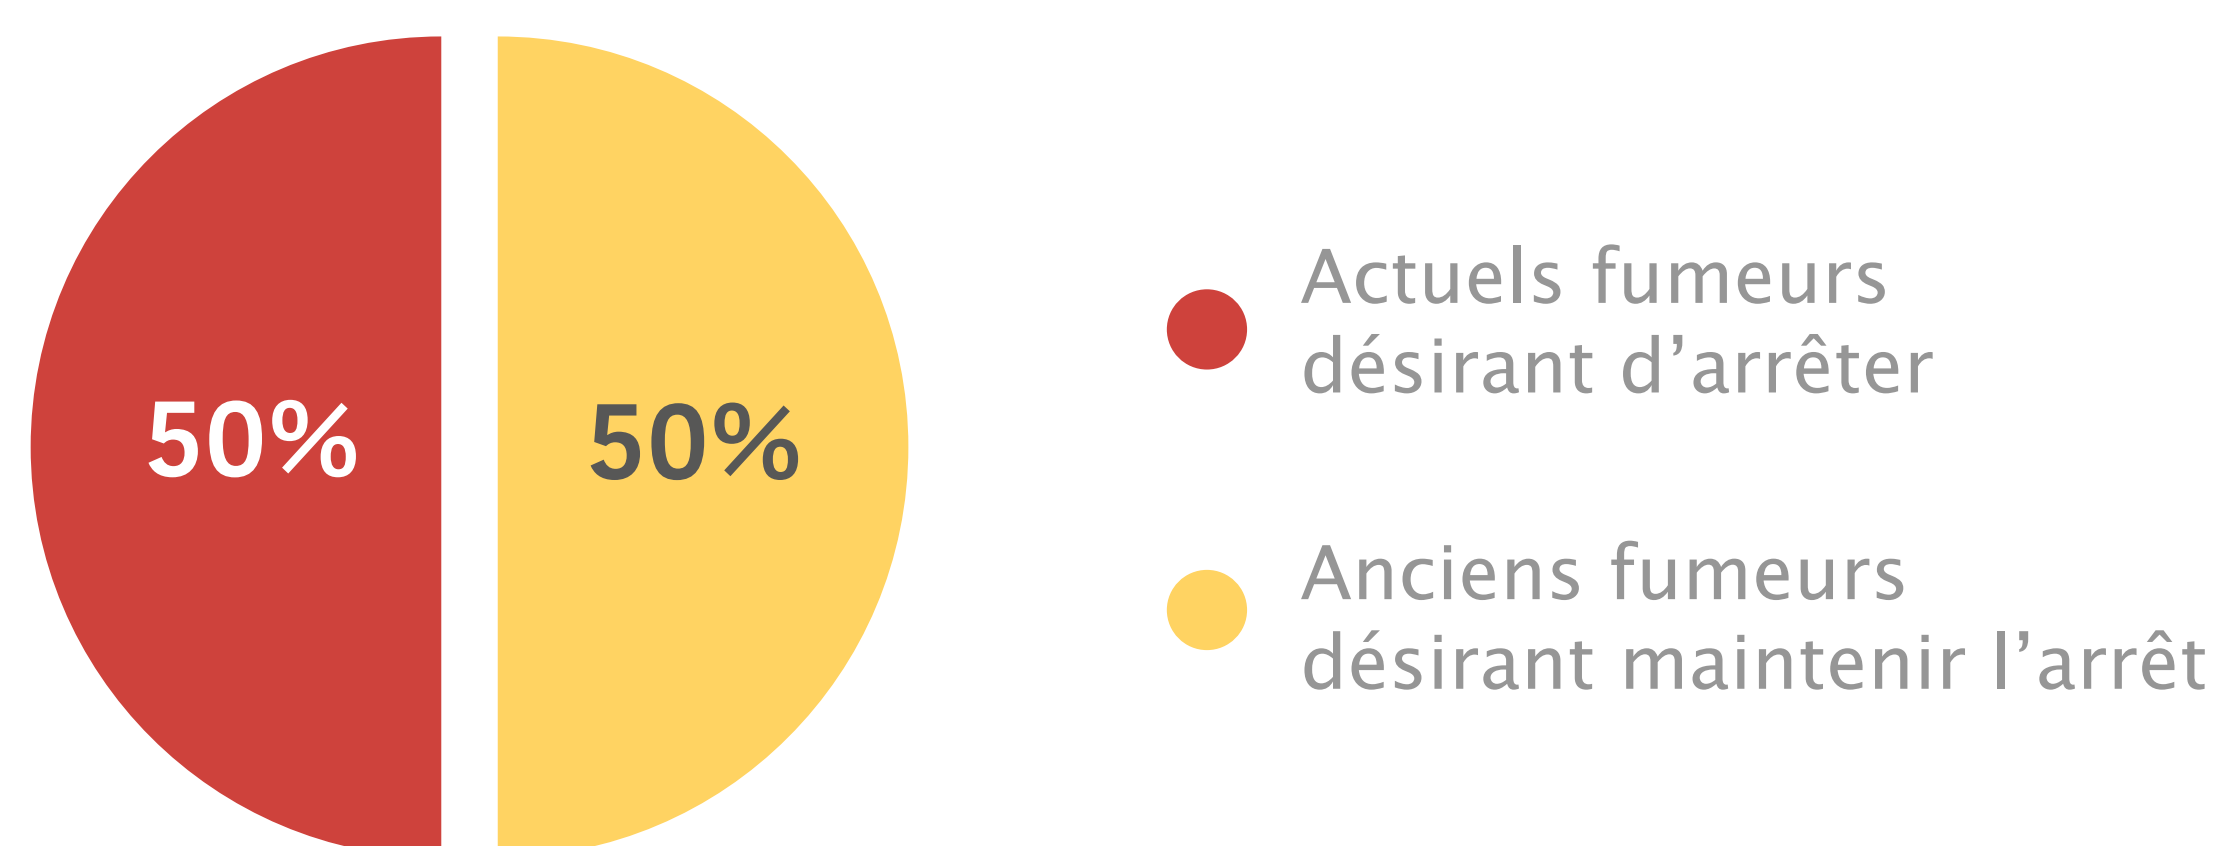 50%
50%
Actuels fumeurs
désirant d’arrêter
Anciens fumeurs
désirant maintenir l’arrêt